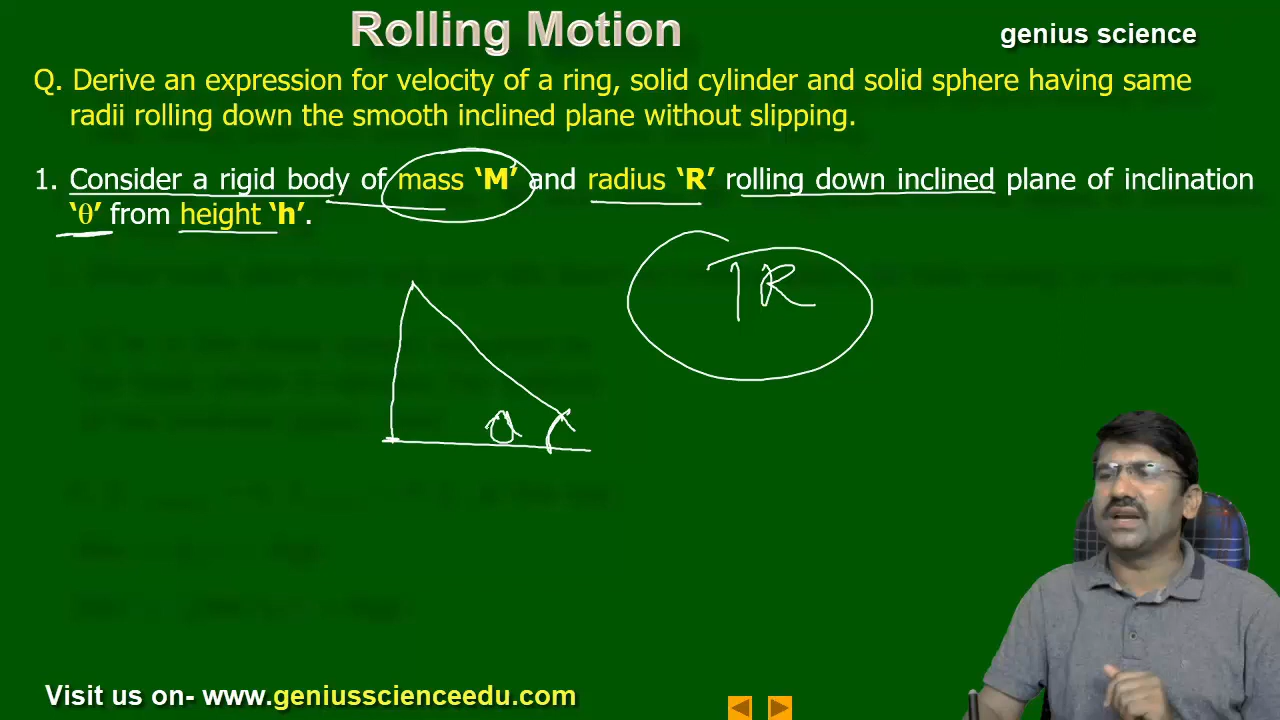 Rolling Motion
genius science
Q. Derive an expression for velocity of a ring, solid cylinder and solid sphere having same
radii rolling down the smooth inclined plane without slipping.
1. Consider a rigid body of mass ‘M’ and radius ‘R’ rolling down inclined plane of inclination
‘θ’ from height ‘h’.
R
Visit us on- www.geniusscienceedu.com